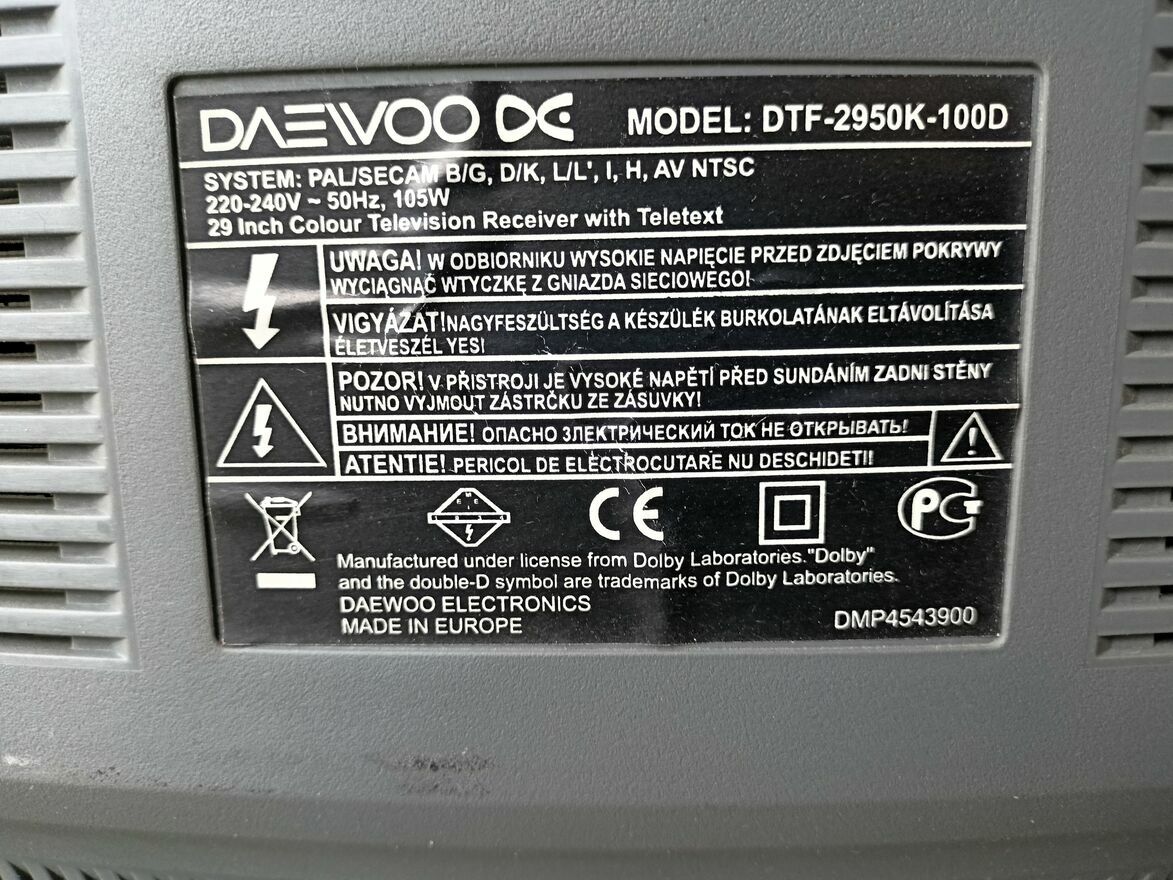 DAEWOO DE MODEL: DTF-2950K-100D
SYSTEM: PAL/SECAM B/G, D/K, L/L', I, H, AV NTSC
220-240V ~ 50Hz, 105W
29 Inch Colour Television Receiver with Teletext
UWAGA! W ODBIORNIKU WYSOKIE NAPIĘCIE PRZED ZDJĘCIEM POKRYWY
WYCIĄGNĄĆ WTYCZKĘ Z GNIAZDA SIECIOWEGO!
VIGYÁZAT! NAGYFESZÜLTSÉG A KÉSZÜLÉK BURKOLATÁNAK ELTÁVOLÍTÁSA
ÉLETVESZÉLYES!
POZOR! V PŘISTROJI JE VYSOKÉ NAPĚTÍ PŘED SUNDÁNÍM ZADNI STĚNY
NUTNO VYJMOUT ZÁSTRČKU ZE ZÁSUVKY!
ВНИМАНИЕ! ОПАСНО ЗЛЕКТРИЧЕСКИЙ ТОК НЕ ОТКРЫВАТЬ!
ATENTIE! PERICOL DE ELECTROCUTARE NU DESCHIDETI!
CE
Manufactured under license from Dolby Laboratories."Dolby"
and the double-D symbol are trademarks of Dolby Laboratories.
DAEWOO ELECTRONICS
MADE IN EUROPE
DMP4543900